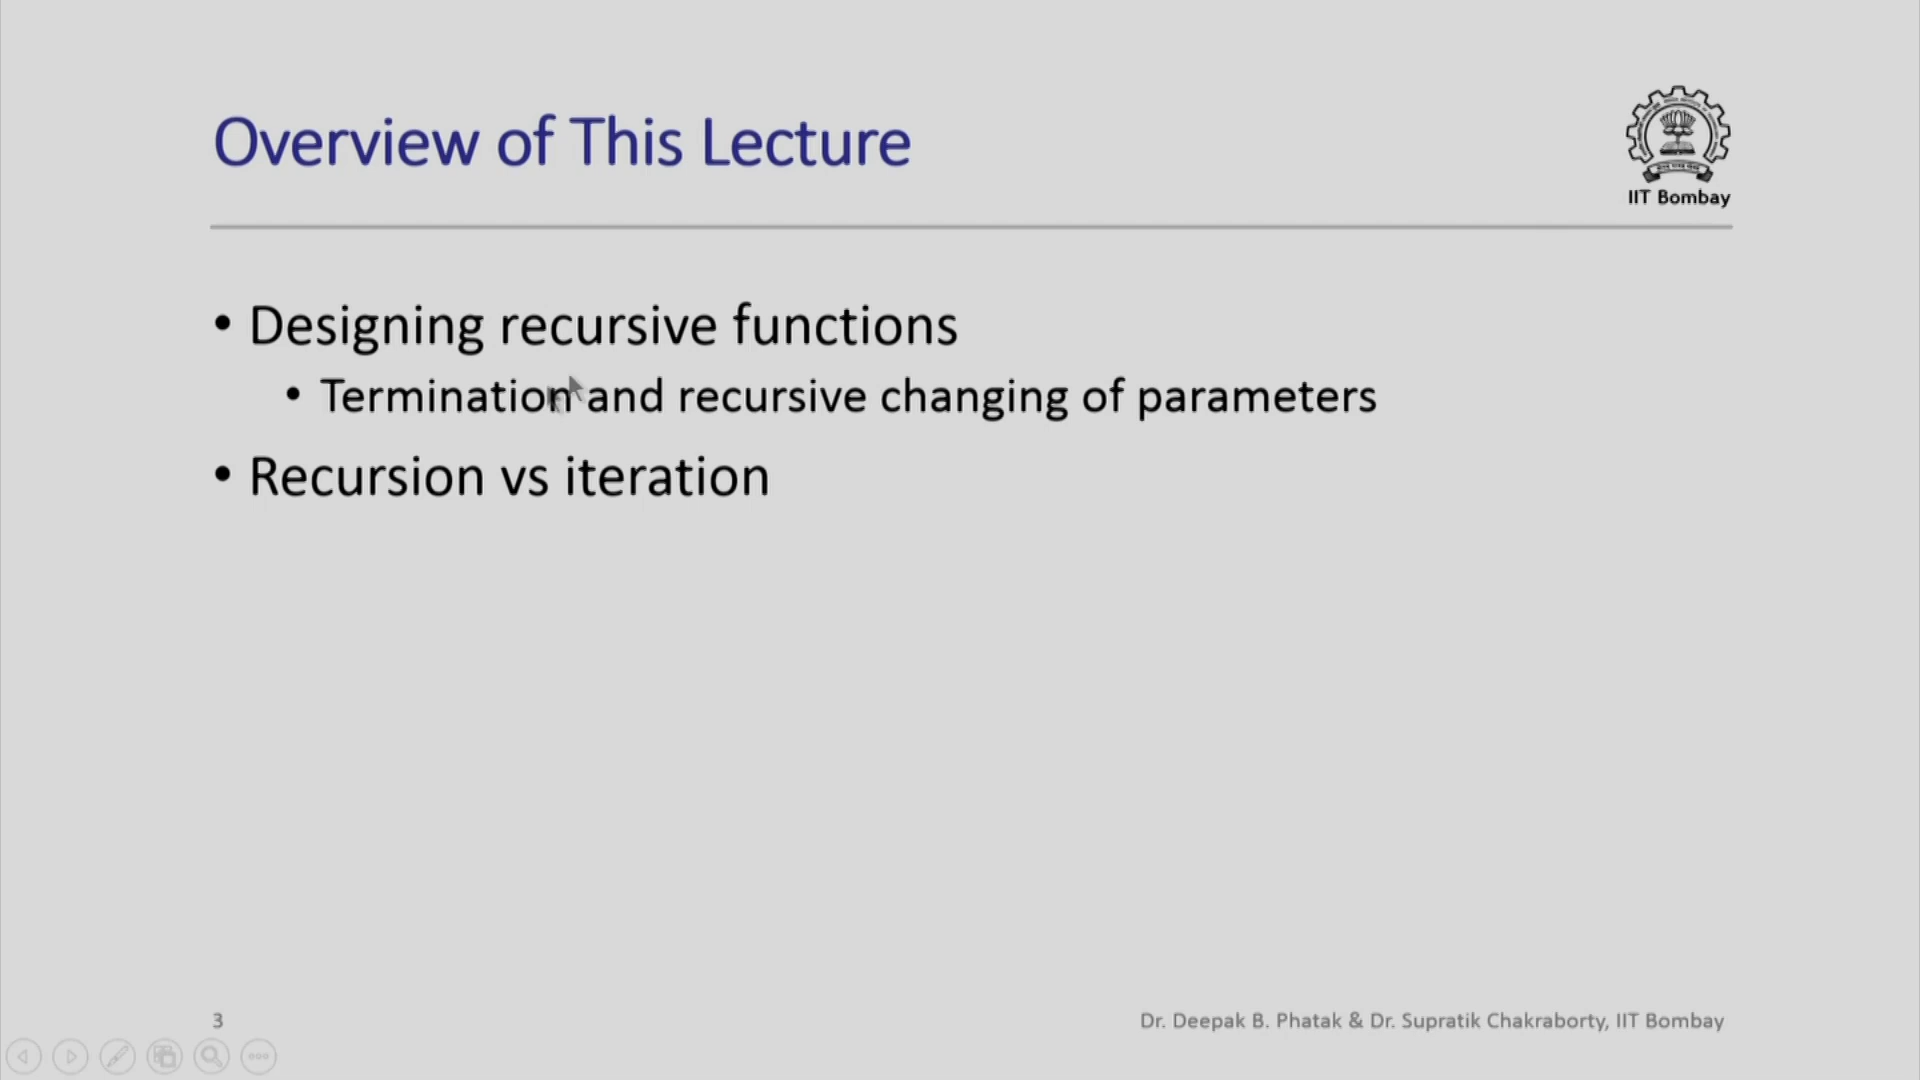 Overview of This Lecture
IIT Bombay
• Designing recursive functions
• Termination and recursive changing of parameters
• Recursion vs iteration
3
Dr. Deepak B. Phatak & Dr. Supratik Chakraborty, IIT Bombay